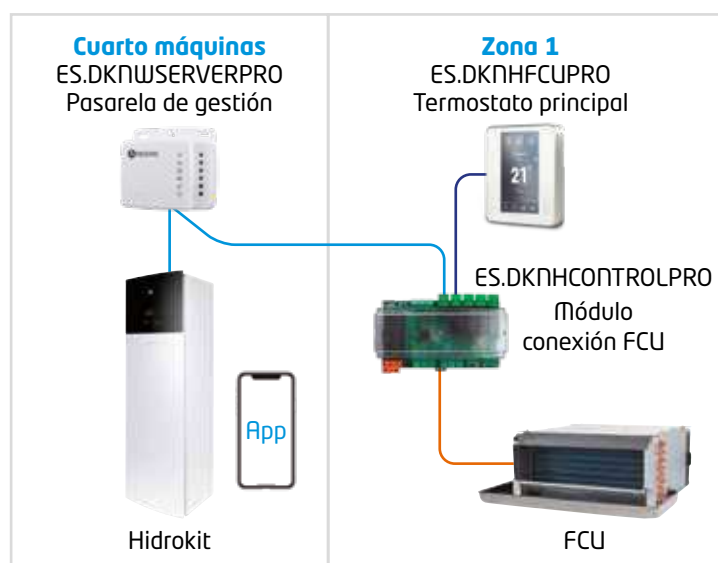 Cuarto máquinas
ES.DKNWSERVERPRO
Pasarela de gestión
Hidrokit
App
Zona 1
ES.DKNHFCUPRO
Termostato principal
21
ES.DKNHCONTROLPRO
Módulo
conexión FCU
FCU